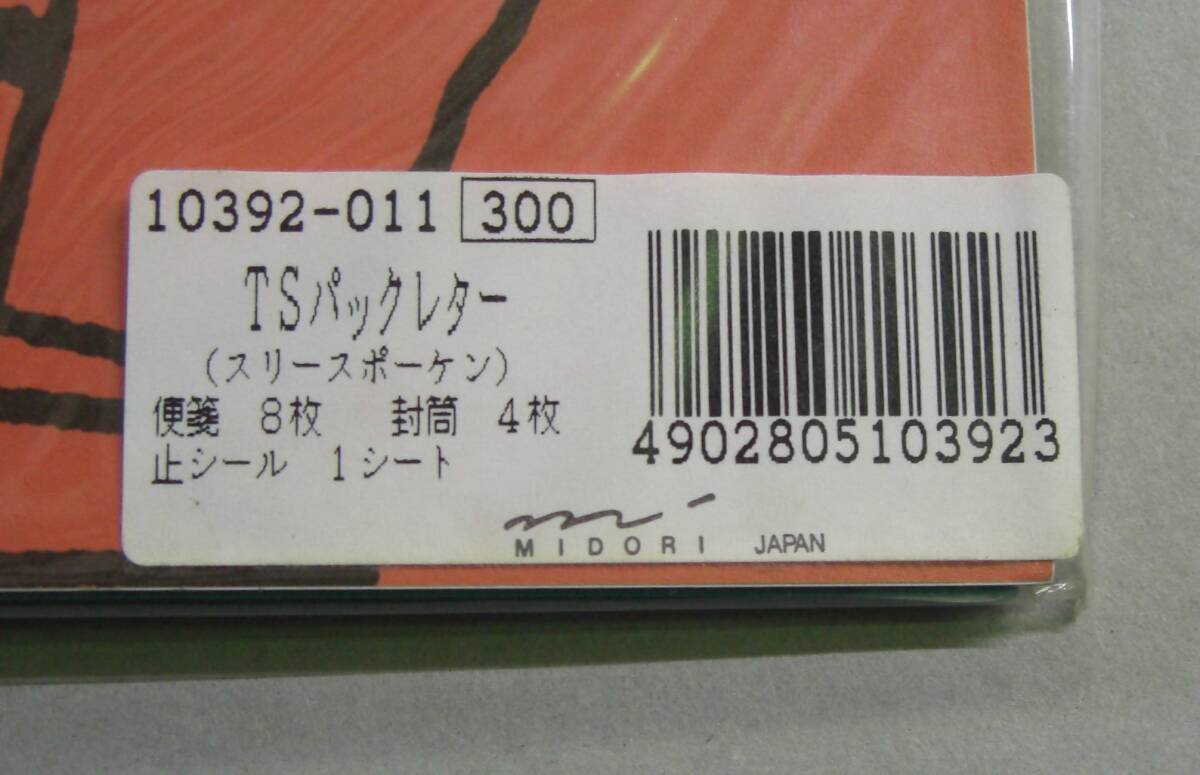 10392-011 300
TSパックレター
(スリースポーケン)
便箋 8枚 封筒 4枚
止シール 1シート
4902805103923
MIDORI JAPAN